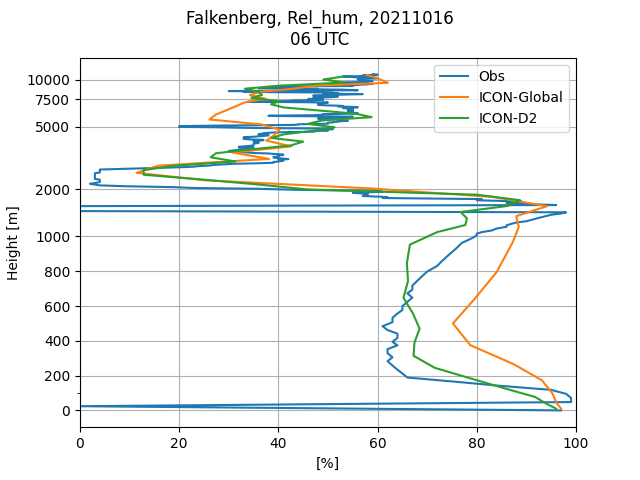 Falkenberg, Rel_hum, 20211016
06 UTC
Obs
ICON-Global
ICON-D2
10000
7500
5000
2000
1000
800
600
400
200
0
Height [m]
0 20 40 60 80 100
[%]